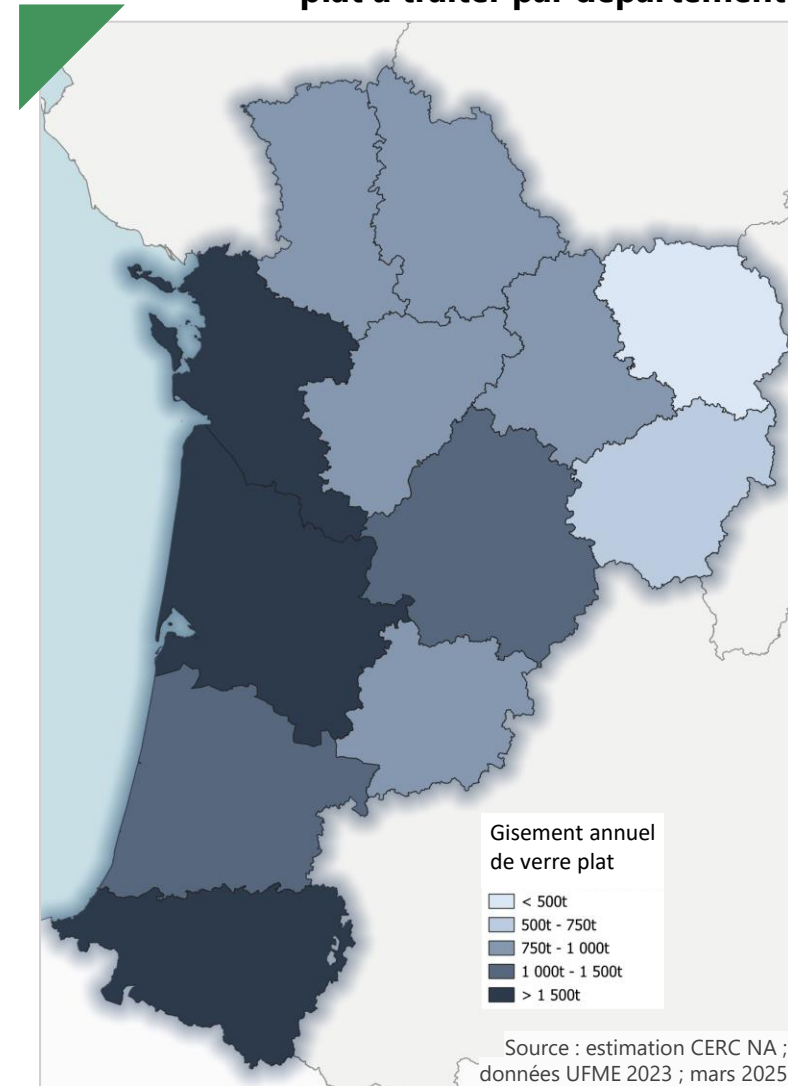 plat à traiter par département
Gisement annuel
de verre plat
< 500t
500t - 750t
750t - 1 000t
1 000t - 1 500t
> 1 500t
Source : estimation CERC NA ;
données UFME 2023 ; mars 2025